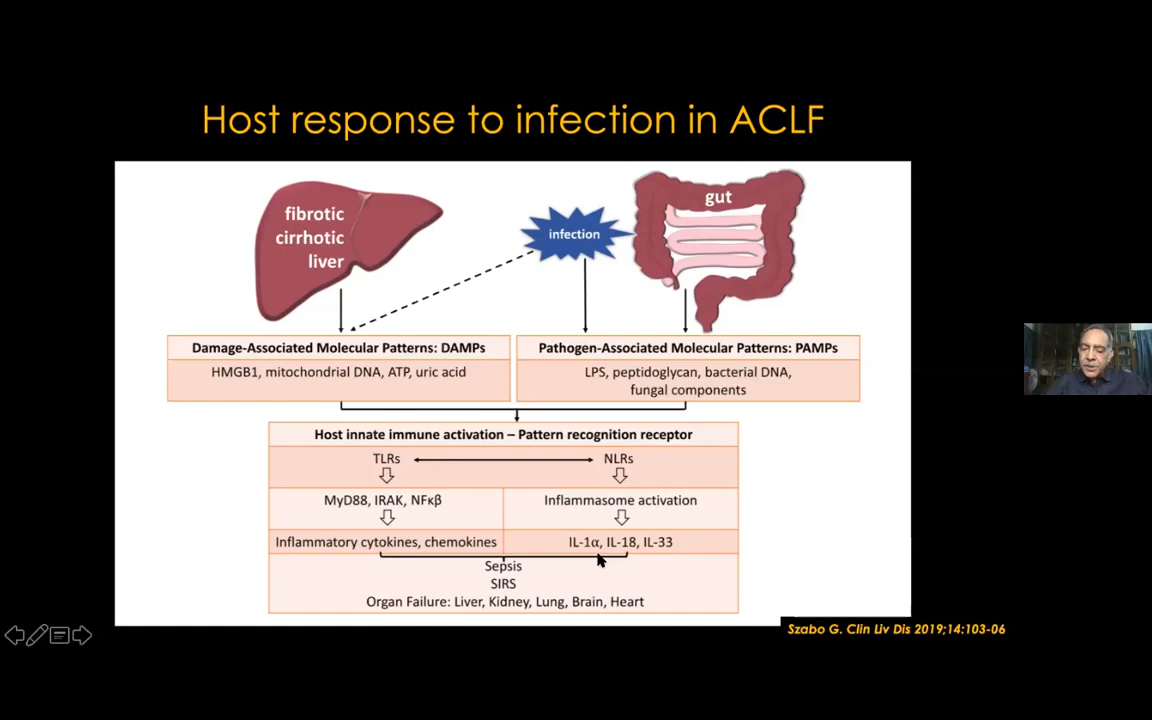 Host response to infection in ACLF
fibrotic
cirrhotic
liver
infection
gut
Damage-Associated Molecular Patterns: DAMPs
HMGB1, mitochondrial DNA, ATP, uric acid
Pathogen-Associated Molecular Patterns: PAMPs
LPS, peptidoglycan, bacterial DNA,
fungal components
Host innate immune activation – Pattern recognition receptor
TLRs
NLRs
MyD88, IRAK, NFκβ
Inflammasome activation
Inflammatory cytokines, chemokines
IL-1α, IL-18, IL-33
Sepsis
SIRS
Organ Failure: Liver, Kidney, Lung, Brain, Heart
Szabo G. Clin Liv Dis 2019;14:103-06